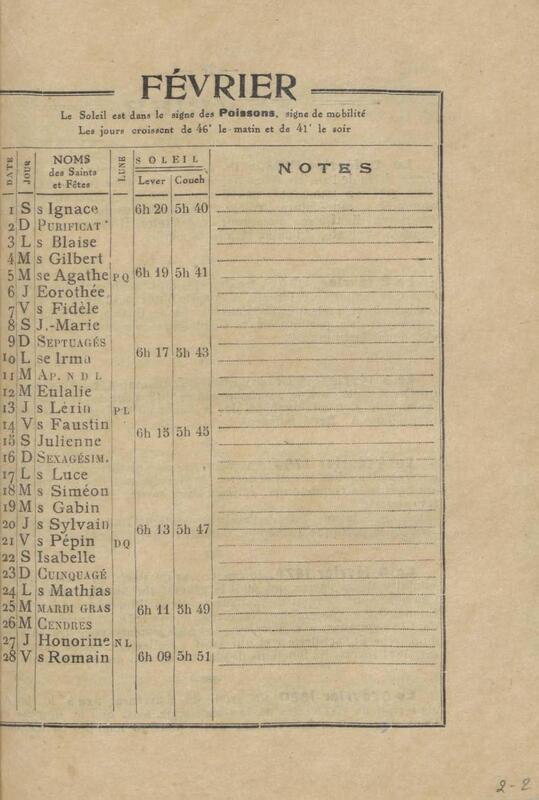 FÉVRIER
Le Soleil est dans le signe des Poissons, signe de mobilité
Les jours croissent de 46' le matin et de 41' le soir
DATE JOUR NOMS des Saints et Fêtes LUNE SOLEIL Lever Couch NOTES
1 S s Ignace 6h 20 5h 40
2 D PURIFICAT'
3 L s Blaise
4 M s Gilbert
5 M se Agathe PQ 6h 19 5h 41
6 J Eorothée
7 V s Fidèle
8 S J.-Marie
9 D SEPTUAGÉS
10 L se Irma 6h 17 5h 43
11 M AP. N D L
12 M Eulalie
13 J s Lérin PL
14 V s Faustin 6h 15 5h 45
15 S Julienne
16 D SEXAGÉSIM.
17 L s Luce
18 M s Siméon
19 M s Gabin
20 J s Sylvain 6h 13 5h 47
21 V s Pépin DQ
22 S Isabelle
23 D CUINQUAGÉ
24 L s Mathias
25 M MARDI GRAS 6h 11 5h 49
26 M CENDRES
27 J Honorine NL
28 V s Romain 6h 09 5h 51
2-2